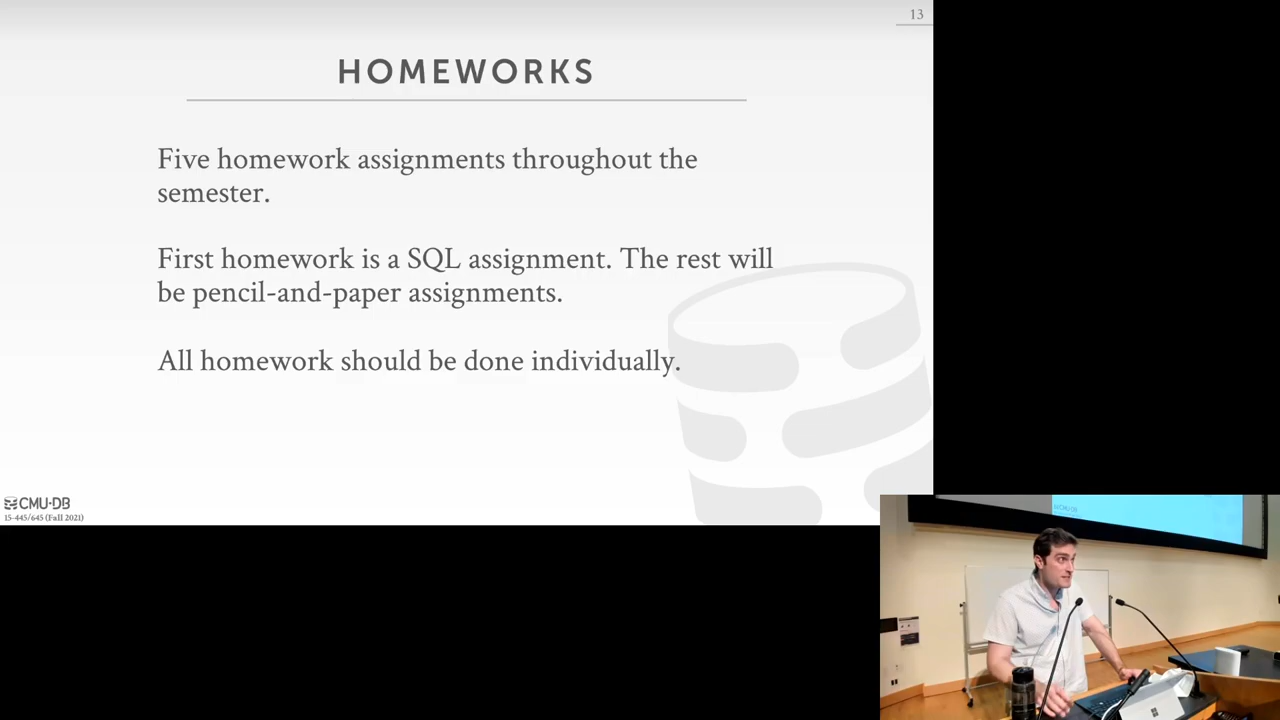 13
HOMEWORKS
Five homework assignments throughout the
semester.
First homework is a SQL assignment. The rest will
be pencil-and-paper assignments.
All homework should be done individually.
CMU·DB
15-445/645 (Fall 2021)